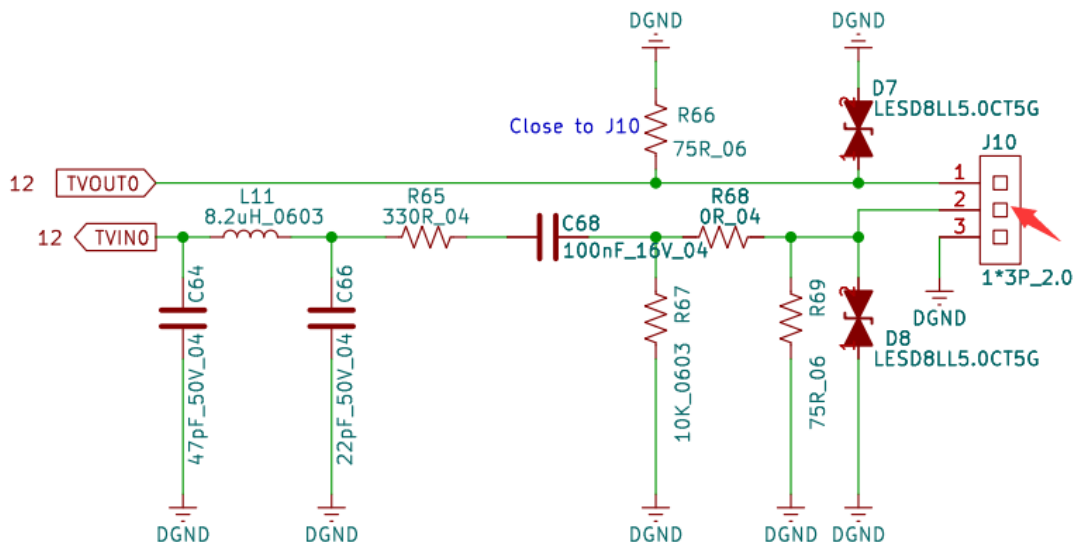 DGND
DGND
D7
LESD8LL5.0CT5G
R66
Close to J10
75R_06
J10
12
TVOUT0
1
L11
8.2uH_0603
R65
330R_04
R68
0R_04
2
12
TVIN0
C68
100nF_16V_04
3
1*3P_2.0
C64
47pF_50V_04
C66
22pF_50V_04
R67
10K_0603
R69
75R_06
DGND
D8
LESD8LL5.0CT5G
DGND
DGND
DGND
DGND
DGND